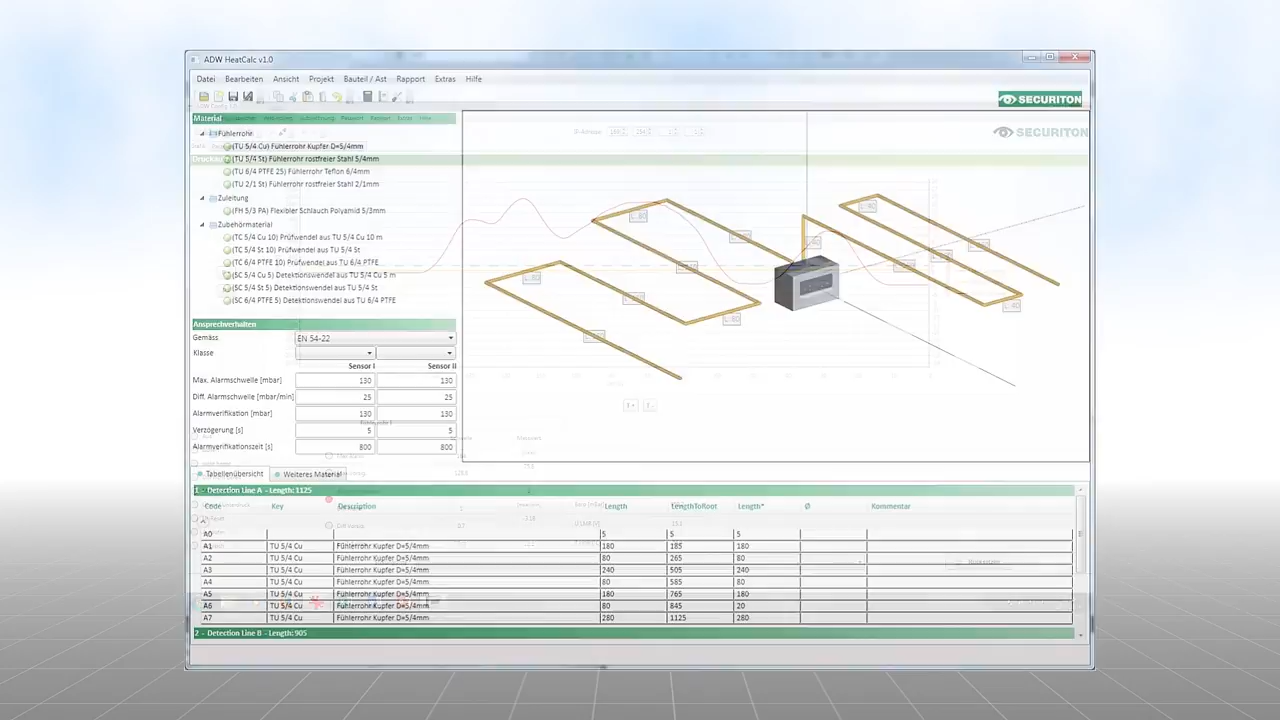 ADW HeatCalc v1.0
Datei Bearbeiten Ansicht Projekt Bauteil / Ast Rapport Extras Hilfe
SECURITON
SECURITON
Material
Fühlerrohr
(TU 5/4 Cu) Fühlerrohr Kupfer D=5/4mm
(TU 5/4 St) Fühlerrohr rostfreier Stahl 5/4mm
(TU 6/4 PTFE 25) Fühlerrohr Teflon 6/4mm
(TU 2/1 St) Fühlerrohr rostfreier Stahl 2/1mm
Zuleitung
(FH 5/3 PA) Flexibler Schlauch Polyamid 5/3mm
Zubehörmaterial
(TC 5/4 Cu 10) Prüfwendel aus TU 5/4 Cu 10 m
(TC 5/4 St 10) Prüfwendel aus TU 5/4 St
(TC 6/4 PTFE 10) Prüfwendel aus TU 6/4 PTFE
(SC 5/4 Cu 5) Detektionswendel aus TU 5/4 Cu 5 m
(SC 5/4 St 5) Detektionswendel aus TU 5/4 St
(SC 6/4 PTFE 5) Detektionswendel aus TU 6/4 PTFE
Ansprechverhalten
Gemäss EN 54-22
Klasse
Sensor I Sensor II
Max. Alarmschwelle [mbar] 130 130
Diff. Alarmschwelle [mbar/min] 25 25
Alarmverifikation [mbar] 130 130
Verzögerung [s] 5 5
Alarmverifikationszeit [s] 800 800
Tabellenübersicht Weiteres Material
1 - Detection Line A - Length: 1125
Code Key Description Length LengthToRoot Length* Ø Kommentar
A0 5 5 5
A1 TU 5/4 Cu Fühlerrohr Kupfer D=5/4mm 180 185 180
A2 TU 5/4 Cu Fühlerrohr Kupfer D=5/4mm 80 265 80
A3 TU 5/4 Cu Fühlerrohr Kupfer D=5/4mm 240 505 240
A4 TU 5/4 Cu Fühlerrohr Kupfer D=5/4mm 80 585 80
A5 TU 5/4 Cu Fühlerrohr Kupfer D=5/4mm 180 765 180
A6 TU 5/4 Cu Fühlerrohr Kupfer D=5/4mm 80 845 20
A7 TU 5/4 Cu Fühlerrohr Kupfer D=5/4mm 280 1125 280
2 - Detection Line B - Length: 905